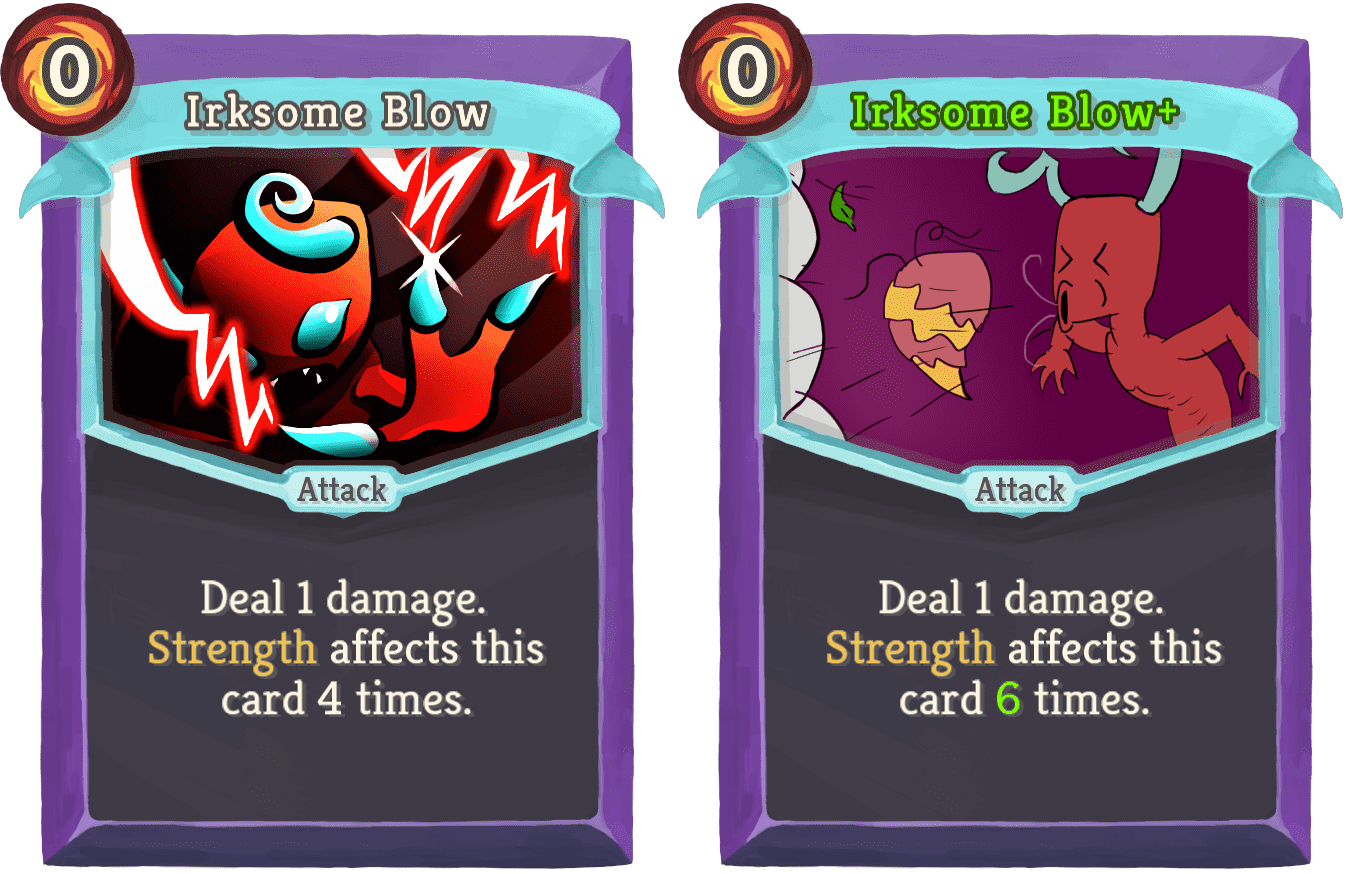 0
Irksome Blow
Attack
Deal 1 damage.
Strength affects this
card 4 times.
0
Irksome Blow+
Attack
Deal 1 damage.
Strength affects this
card 6 times.